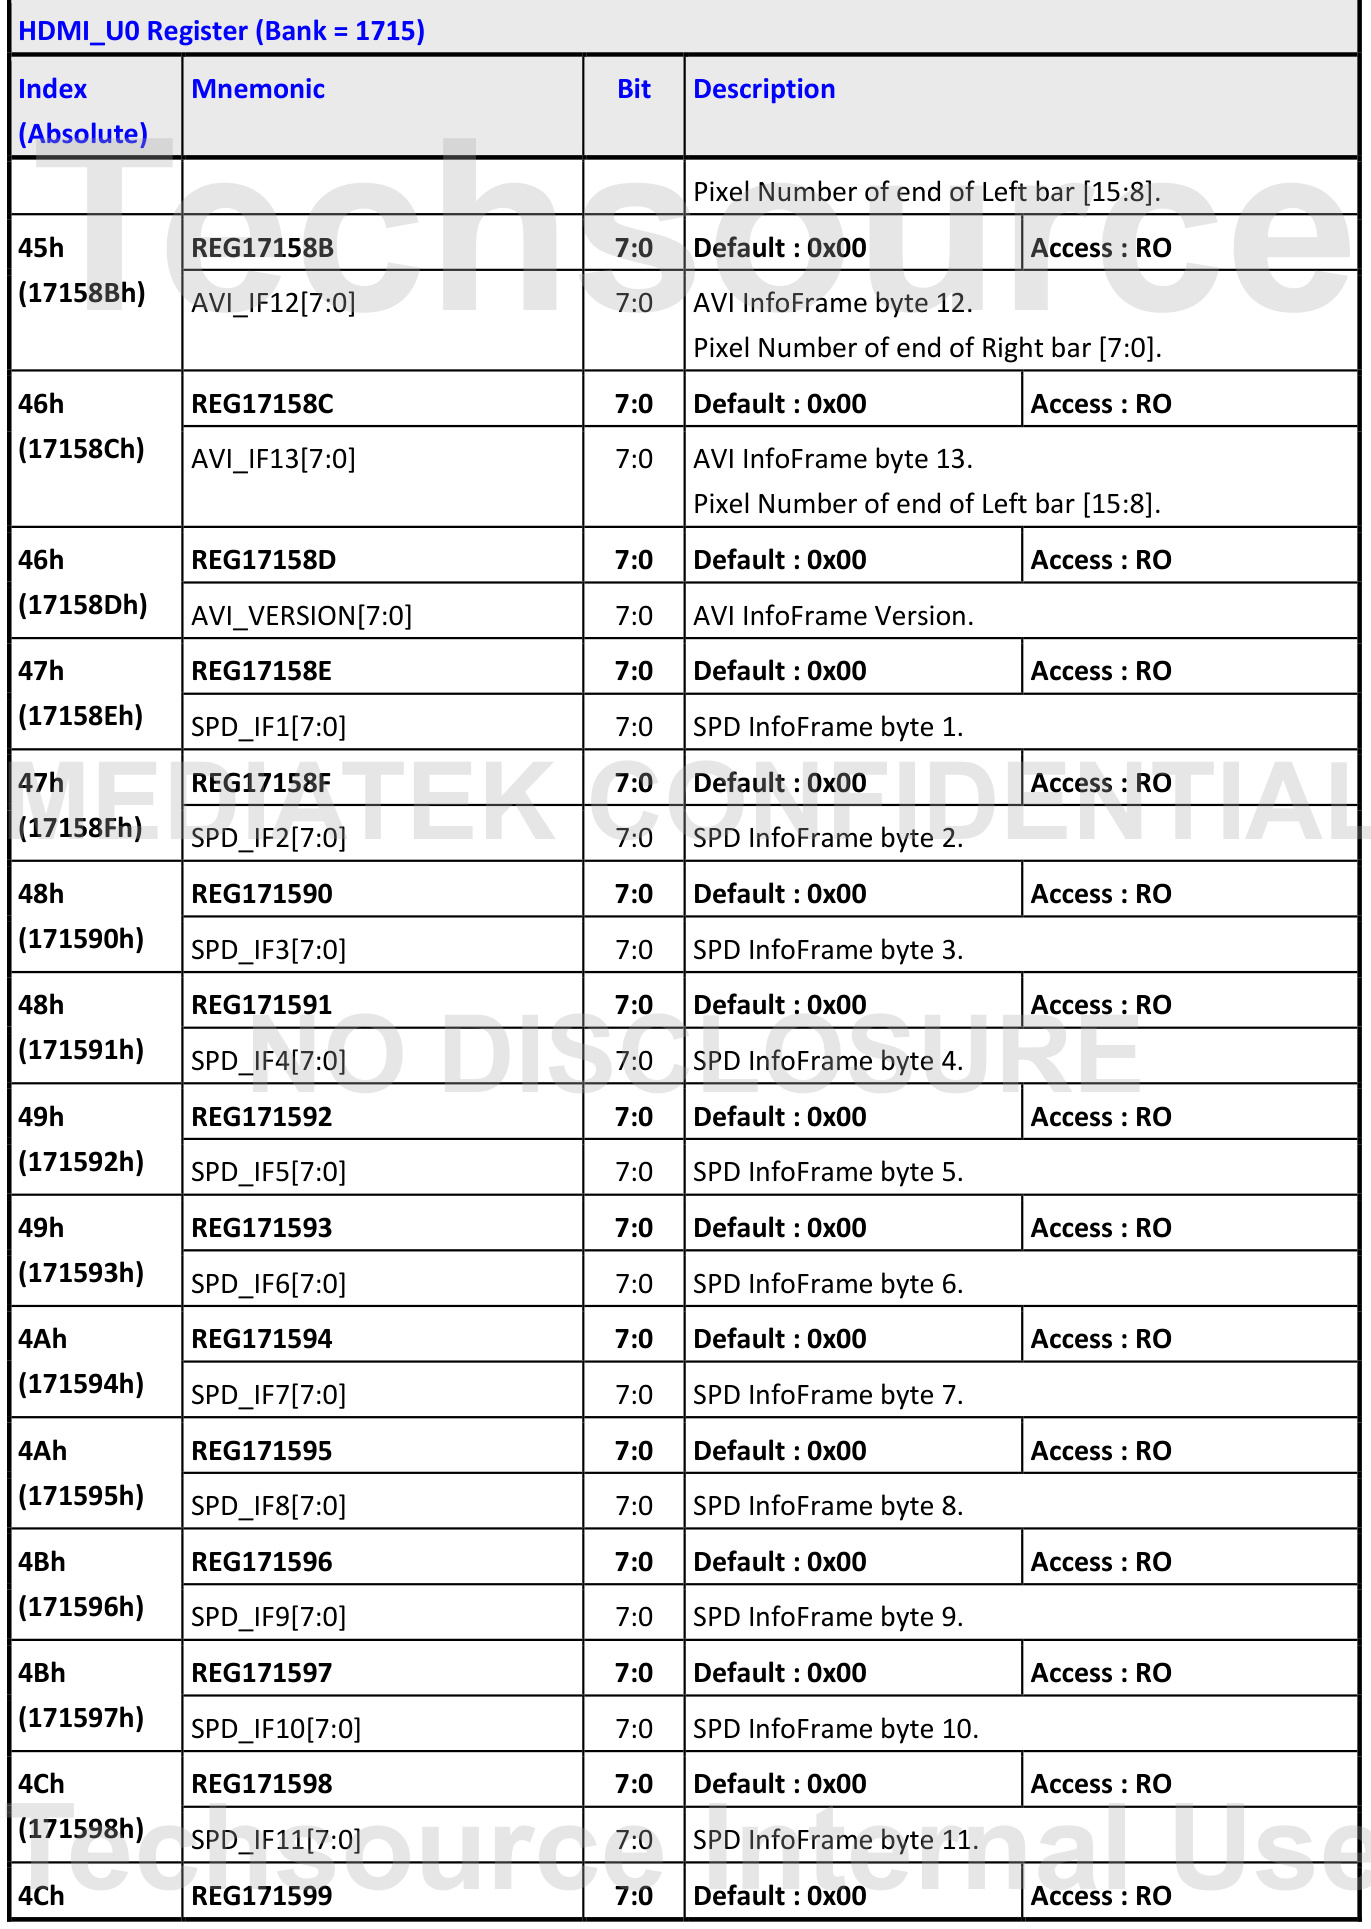 HDMI_U0 Register (Bank = 1715)
Index Mnemonic Bit Description
(Absolute)
Pixel Number of end of Left bar [15:8].
45h REG17158B 7:0 Default : 0x00 Access : RO
(17158Bh) AVI_IF12[7:0] 7:0 AVI InfoFrame byte 12.
Pixel Number of end of Right bar [7:0].
46h REG17158C 7:0 Default : 0x00 Access : RO
(17158Ch) AVI_IF13[7:0] 7:0 AVI InfoFrame byte 13.
Pixel Number of end of Left bar [15:8].
46h REG17158D 7:0 Default : 0x00 Access : RO
(17158Dh) AVI_VERSION[7:0] 7:0 AVI InfoFrame Version.
47h REG17158E 7:0 Default : 0x00 Access : RO
(17158Eh) SPD_IF1[7:0] 7:0 SPD InfoFrame byte 1.
47h REG17158F 7:0 Default : 0x00 Access : RO
(17158Fh) SPD_IF2[7:0] 7:0 SPD InfoFrame byte 2.
48h REG171590 7:0 Default : 0x00 Access : RO
(171590h) SPD_IF3[7:0] 7:0 SPD InfoFrame byte 3.
48h REG171591 7:0 Default : 0x00 Access : RO
(171591h) SPD_IF4[7:0] 7:0 SPD InfoFrame byte 4.
49h REG171592 7:0 Default : 0x00 Access : RO
(171592h) SPD_IF5[7:0] 7:0 SPD InfoFrame byte 5.
49h REG171593 7:0 Default : 0x00 Access : RO
(171593h) SPD_IF6[7:0] 7:0 SPD InfoFrame byte 6.
4Ah REG171594 7:0 Default : 0x00 Access : RO
(171594h) SPD_IF7[7:0] 7:0 SPD InfoFrame byte 7.
4Ah REG171595 7:0 Default : 0x00 Access : RO
(171595h) SPD_IF8[7:0] 7:0 SPD InfoFrame byte 8.
4Bh REG171596 7:0 Default : 0x00 Access : RO
(171596h) SPD_IF9[7:0] 7:0 SPD InfoFrame byte 9.
4Bh REG171597 7:0 Default : 0x00 Access : RO
(171597h) SPD_IF10[7:0] 7:0 SPD InfoFrame byte 10.
4Ch REG171598 7:0 Default : 0x00 Access : RO
(171598h) SPD_IF11[7:0] 7:0 SPD InfoFrame byte 11.
4Ch REG171599 7:0 Default : 0x00 Access : RO
Techsource
MEDIATEK CONFIDENTIAL
NO DISCLOSURE
Techsource Internal Use